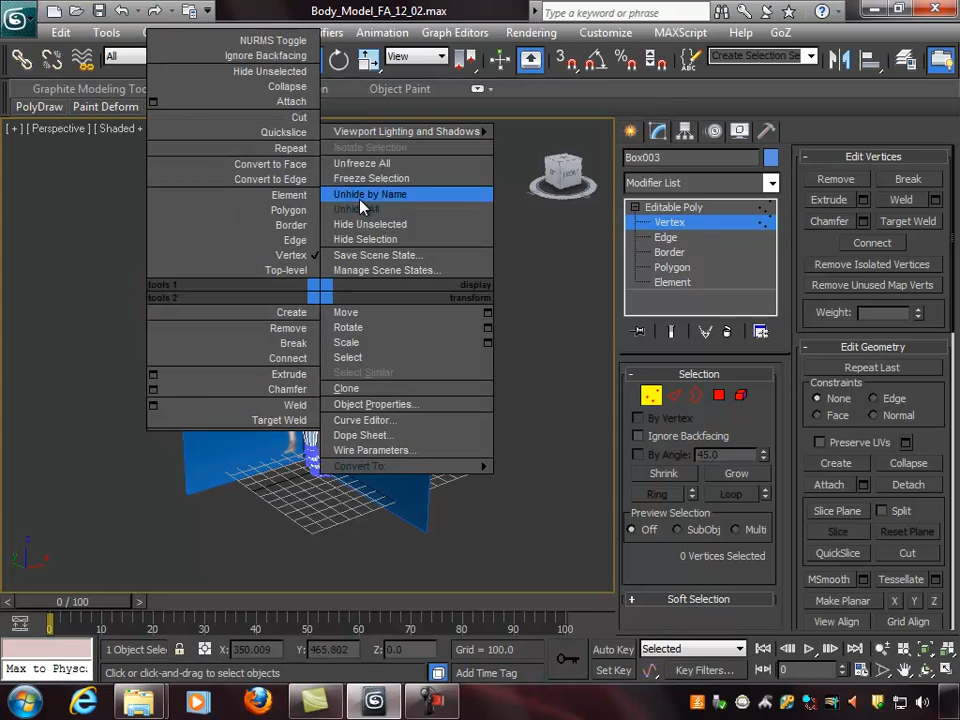 Body_Model_FA_12_02.max
Type a keyword or phrase
Edit
Tools
Modifiers
Animation
Graph Editors
Rendering
Customize
MAXScript
Help
GoZ
All
View
Create Selection Se
Graphite Modeling Tools
Object Paint
PolyDraw
Paint Deform
[ + ] [ Perspective ] [ Shaded +
NURMS Toggle
Ignore Backfacing
Hide Unselected
Collapse
Attach
Cut
Quickslice
Repeat
Convert to Face
Convert to Edge
Element
Polygon
Border
Edge
Vertex
Top-level
tools 1
tools 2
Create
Remove
Break
Connect
Extrude
Chamfer
Weld
Target Weld
Viewport Lighting and Shadows
Isolate Selection
Unfreeze All
Freeze Selection
Unhide by Name
Unhide All
Hide Unselected
Hide Selection
Save Scene State...
Manage Scene States...
display
transform
Move
Rotate
Scale
Select
Select Similar
Clone
Object Properties...
Curve Editor...
Dope Sheet...
Wire Parameters...
Convert To:
FRONT
Box003
Modifier List
Editable Poly
Vertex
Edge
Border
Polygon
Element
Selection
By Vertex
Ignore Backfacing
By Angle: 45.0
Shrink
Grow
Ring
Loop
Preview Selection
Off
SubObj
Multi
0 Vertices Selected
Soft Selection
Edit Vertices
Remove
Break
Extrude
Weld
Chamfer
Target Weld
Connect
Remove Isolated Vertices
Remove Unused Map Verts
Weight:
Edit Geometry
Repeat Last
Constraints
None
Edge
Face
Normal
Preserve UVs
Create
Collapse
Attach
Detach
Slice Plane
Split
Slice
Reset Plane
QuickSlice
Cut
MSmooth
Tessellate
Make Planar
X
Y
Z
View Align
Grid Align
0 / 100
0 10 20 30 40 50 60 70 80 90 100
1 Object Selec
X: 350.009
Y: 465.802
Z: 0.0
Grid = 100.0
Auto Key
Selected
Max to Physc
Click or click-and-drag to select objects
Add Time Tag
Set Key
Key Filters...
0